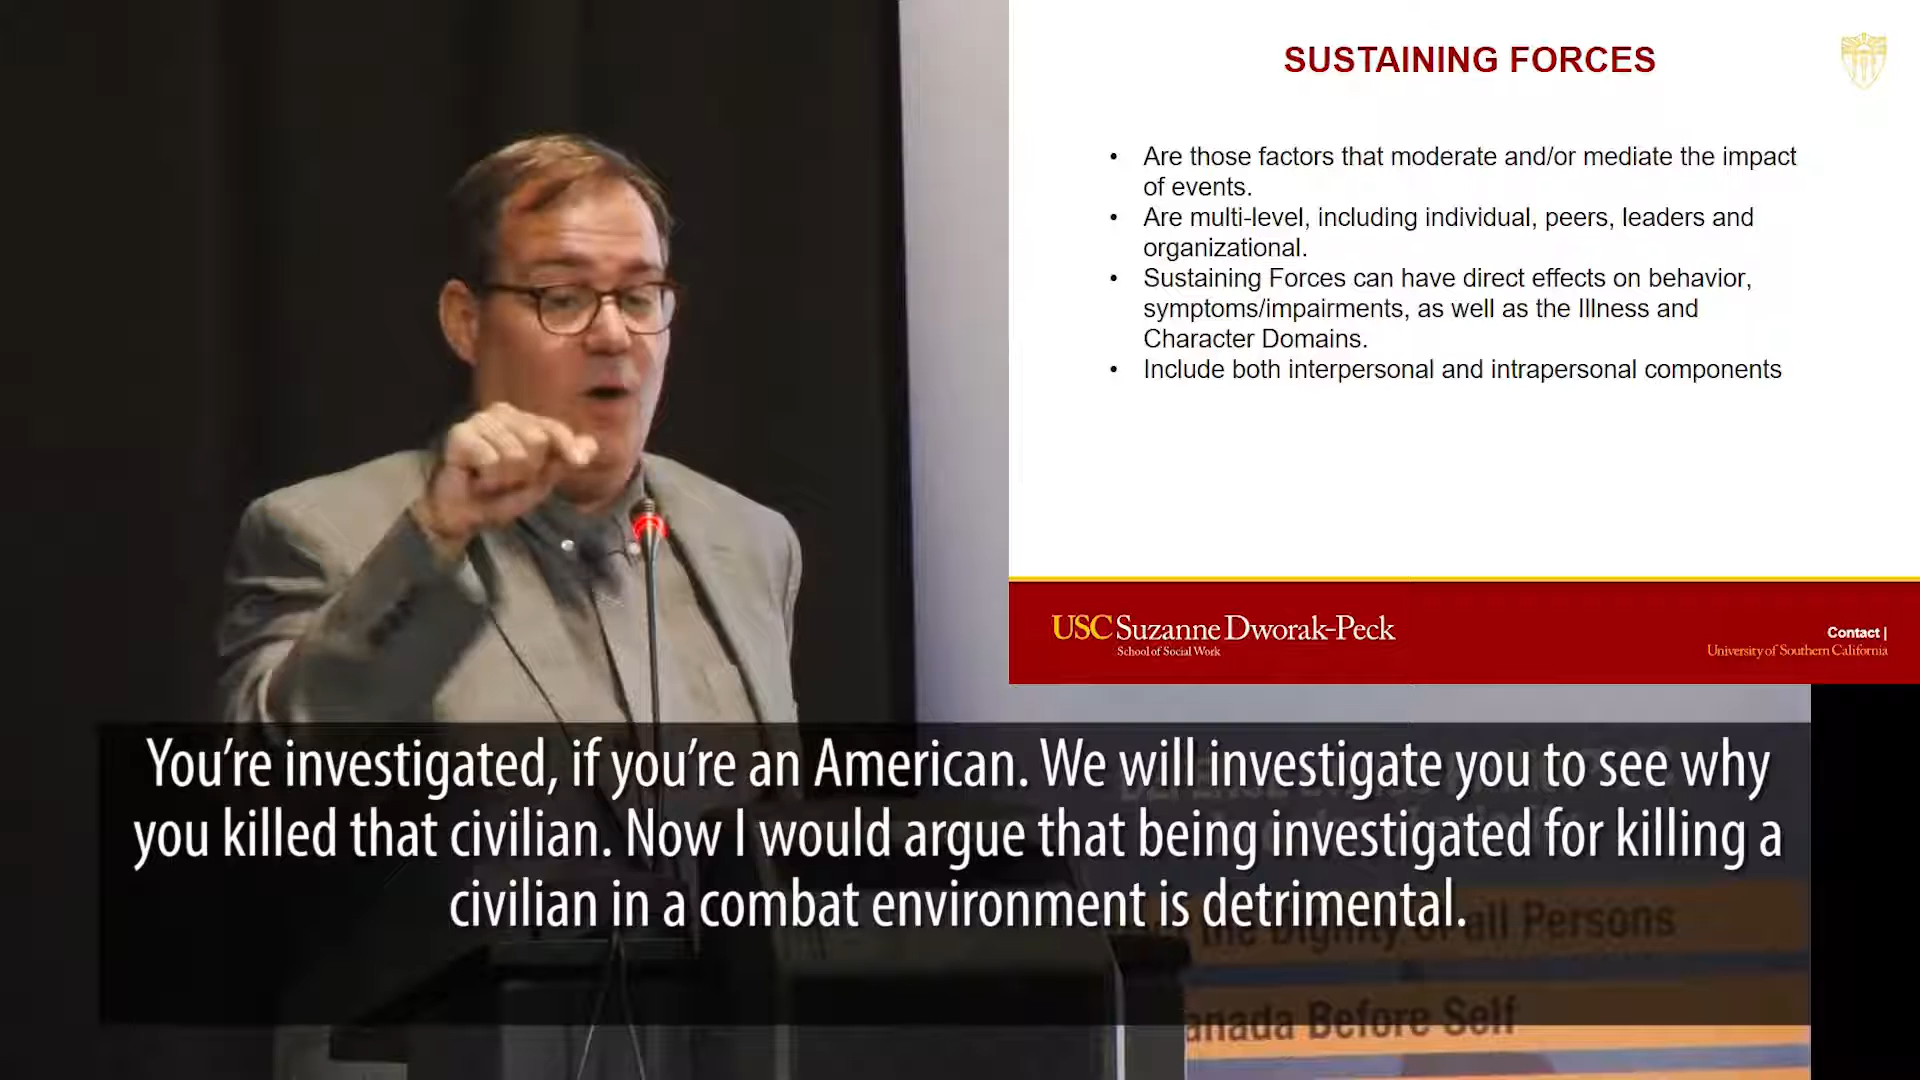 SUSTAINING FORCES
• Are those factors that moderate and/or mediate the impact
of events.
• Are multi-level, including individual, peers, leaders and
organizational.
• Sustaining Forces can have direct effects on behavior,
symptoms/impairments, as well as the Illness and
Character Domains.
• Include both interpersonal and intrapersonal components
USC Suzanne Dworak-Peck
School of Social Work
Contact |
University of Southern California
You're investigated, if you're an American. We will investigate you to see why
you killed that civilian. Now I would argue that being investigated for killing a
civilian in a combat environment is detrimental.
the Dignity of all Persons
anada Before Self